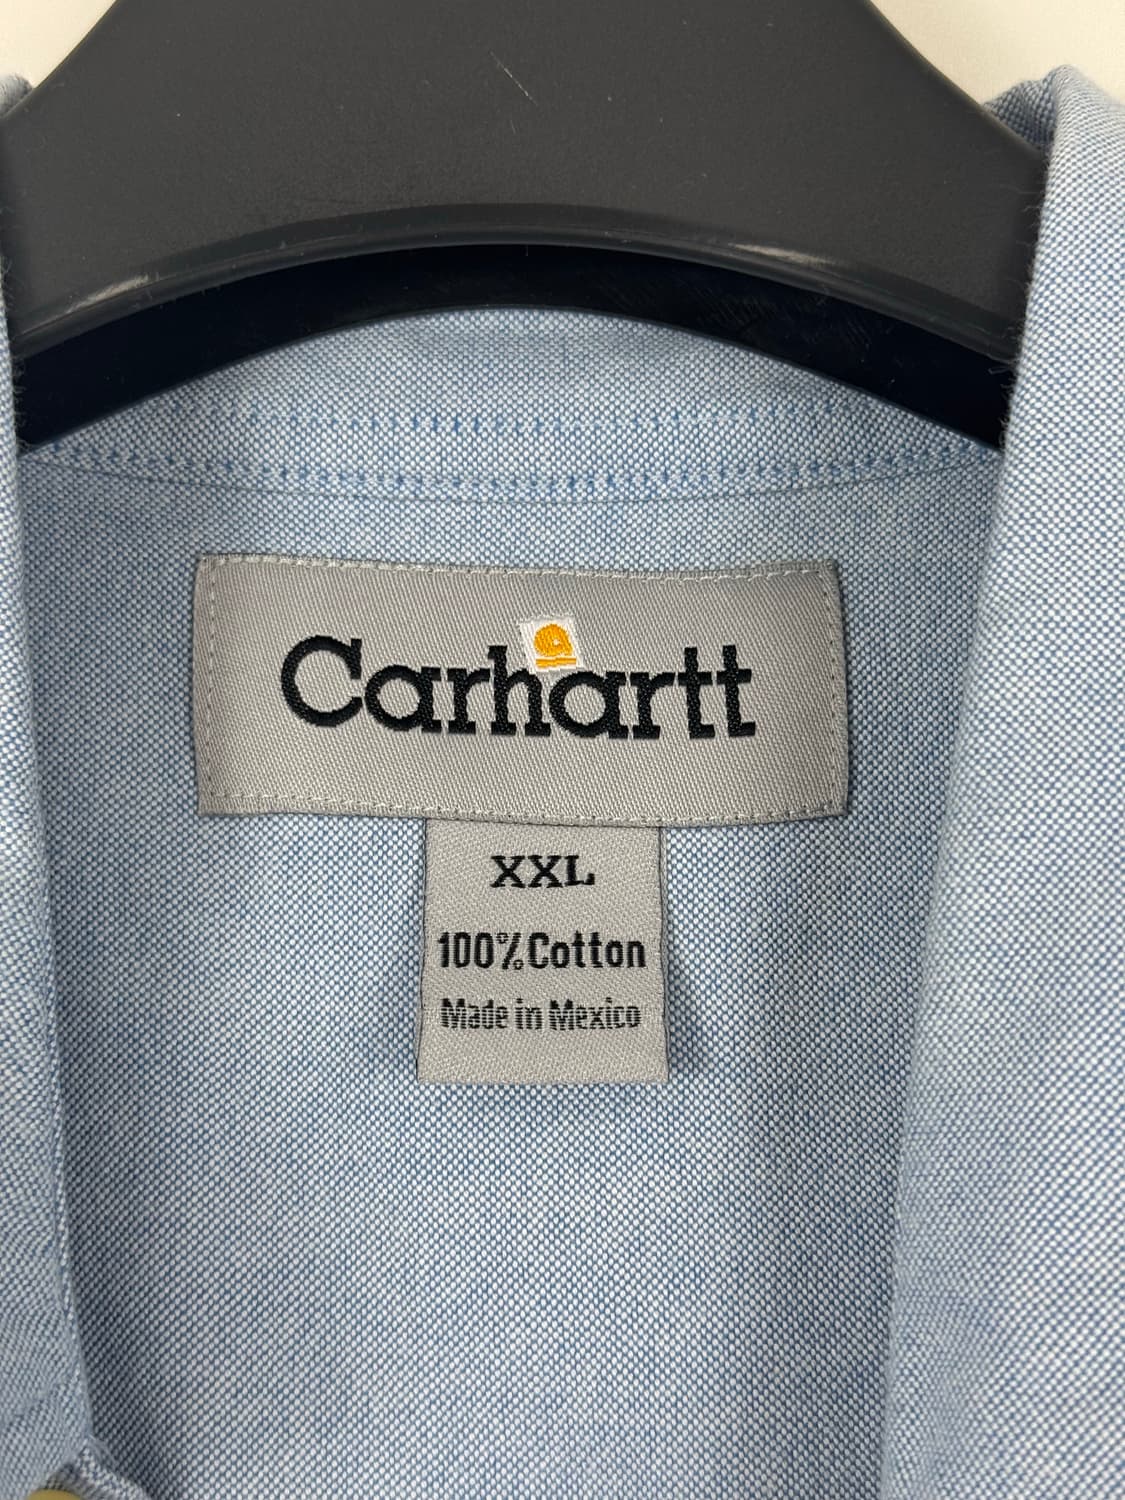 Carhartt
XXL
100% Cotton
Made in Mexico